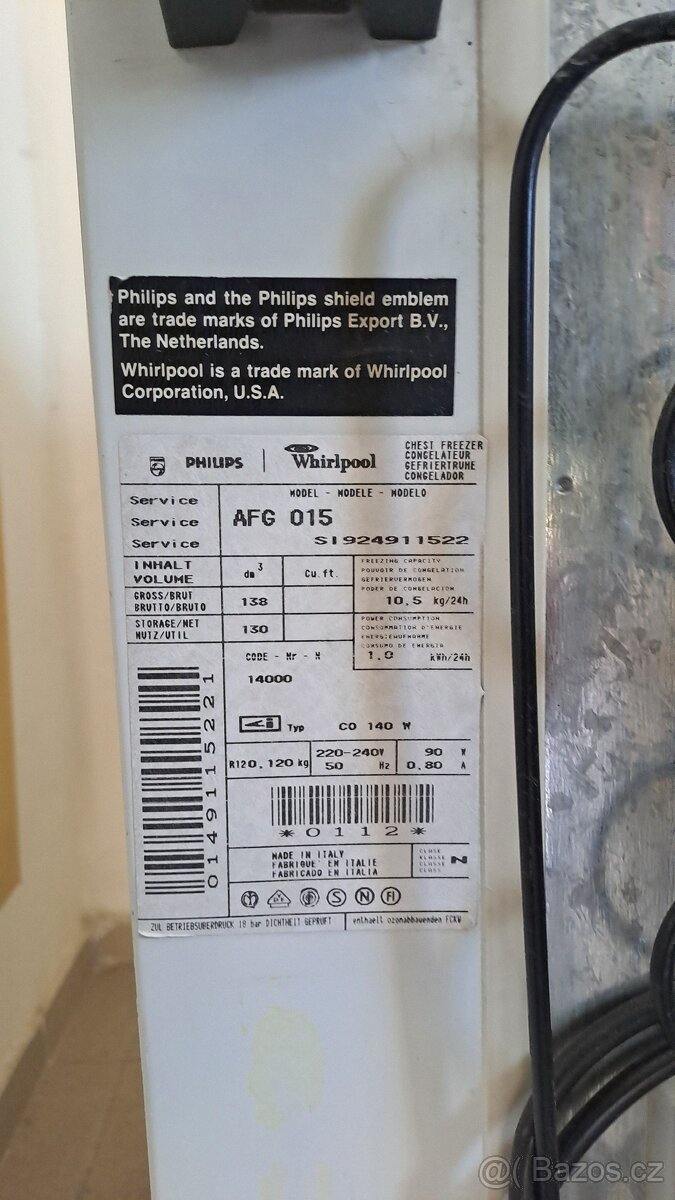 Philips and the Philips shield emblem
are trade marks of Philips Export B.V.,
The Netherlands.
Whirlpool is a trade mark of Whirlpool
Corporation, U.S.A.
PHILIPS | Whirlpool
CHEST FREEZER
CONGELATEUR
GEFRIERTRUHE
CONGELADOR
MODEL - MODELE - MODELO
Service
Service
Service
AFG 015
SI924911522
INHALT
VOLUME
dm³
Cu.ft.
FREEZING CAPACITY
POUVOIR DE CONGELATION
GEFRIERVERMOGEN
PODER DE CONGELACION
10,5 kg/24h
GROSS/BRUT
BRUTTO/BRUTO
138
STORAGE/NET
NUTZ/UTIL
130
POWER CONSUMPTION
CONSOMMATION D'ENERGIE
ENERGIEAUFNAHME
CONSUMO DE ENERGIA
1.0 kWh/24h
CODE - Nr - N
14000
Typ CO 140 W
R12 0.120 kg
220-240V
50 Hz
90 W
0.80 A
014911115221
*0112*
MADE IN ITALY
FABRIQUE EN ITALIE
FABRICADO EN ITALIA
CLASS
KLASSE
CLASSE
CLASS
N
S N FI
ZUL BETRIEBSUBERDRUCK 18 bar DICHTHEIT GEPRUFT
enthaelt ozonabbauenden FCKW
@( Bazos.cz